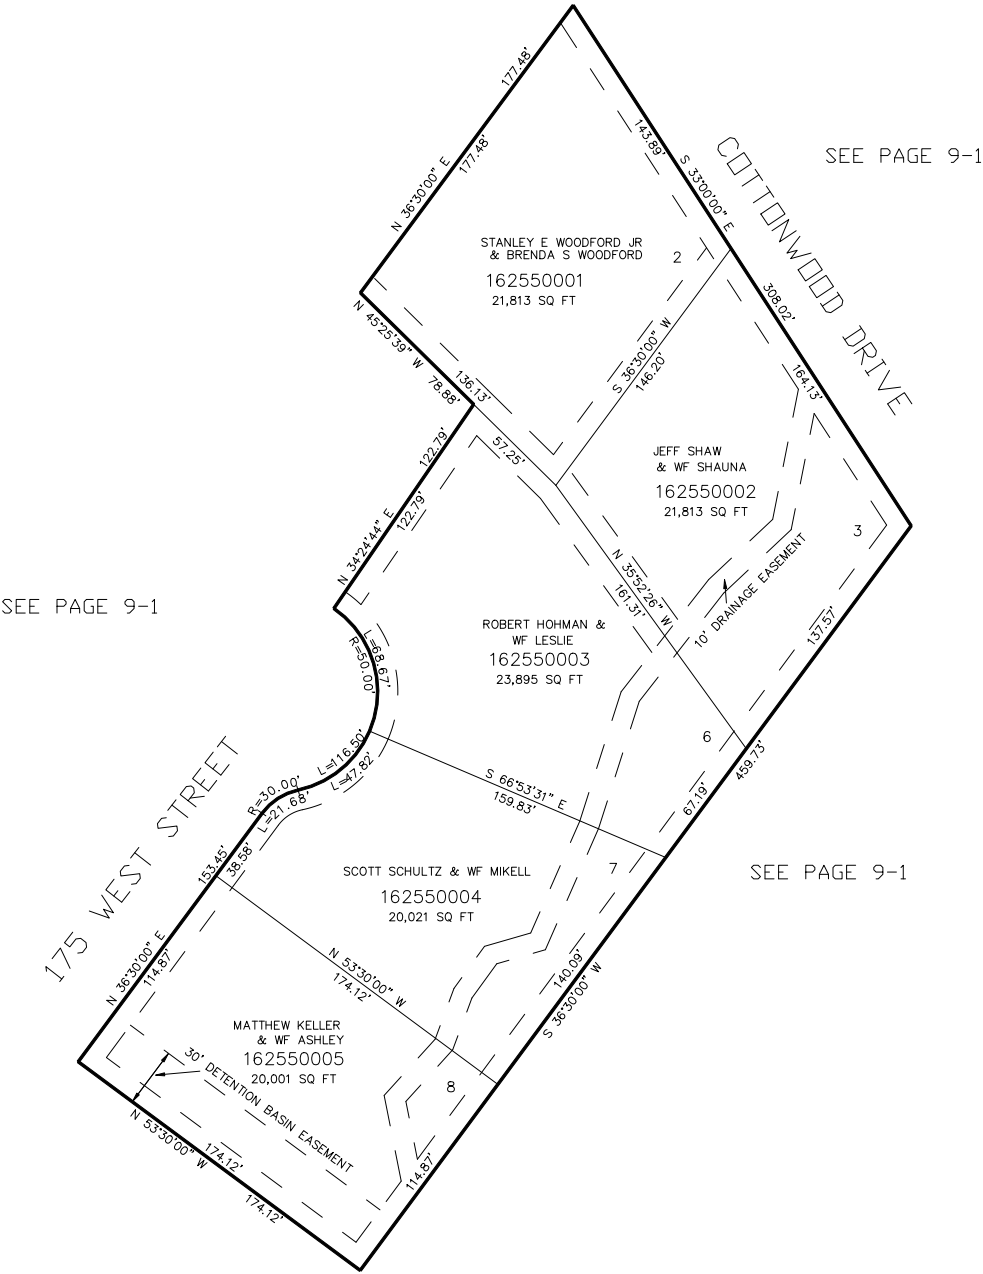 177.48'
N 36°30'00" E
177.48'
143.89'
S 33°00'00" E
COTTONWOOD DRIVE
SEE PAGE 9-1
STANLEY E WOODFORD JR
& BRENDA S WOODFORD
162550001
21,813 SQ FT
2
308.02'
N 45°25'39" W
78.88'
136.13'
S 36°30'00" W
146.20'
164.13'
57.25'
122.79'
N 34°24'44" E
122.79'
JEFF SHAW
& WF SHAUNA
162550002
21,813 SQ FT
3
N 35°52'26" W
161.31'
10' DRAINAGE EASEMENT
137.57'
SEE PAGE 9-1
ROBERT HOHMAN &
WF LESLIE
162550003
23,895 SQ FT
L=68.67'
R=50.00'
6
459.73'
L=116.50'
L=47.82'
R=30.00'
L=21.68'
S 66°53'31" E
159.83'
67.19'
175 WEST STREET
153.45'
38.58'
SCOTT SCHULTZ & WF MIKELL
162550004
20,021 SQ FT
7
SEE PAGE 9-1
N 36°30'00" E
114.87'
N 53°30'00" W
174.12'
140.09'
S 36°30'00" W
MATTHEW KELLER
& WF ASHLEY
162550005
20,001 SQ FT
8
30' DETENTION BASIN EASEMENT
N 53°30'00" W
174.12'
174.12'
114.87'